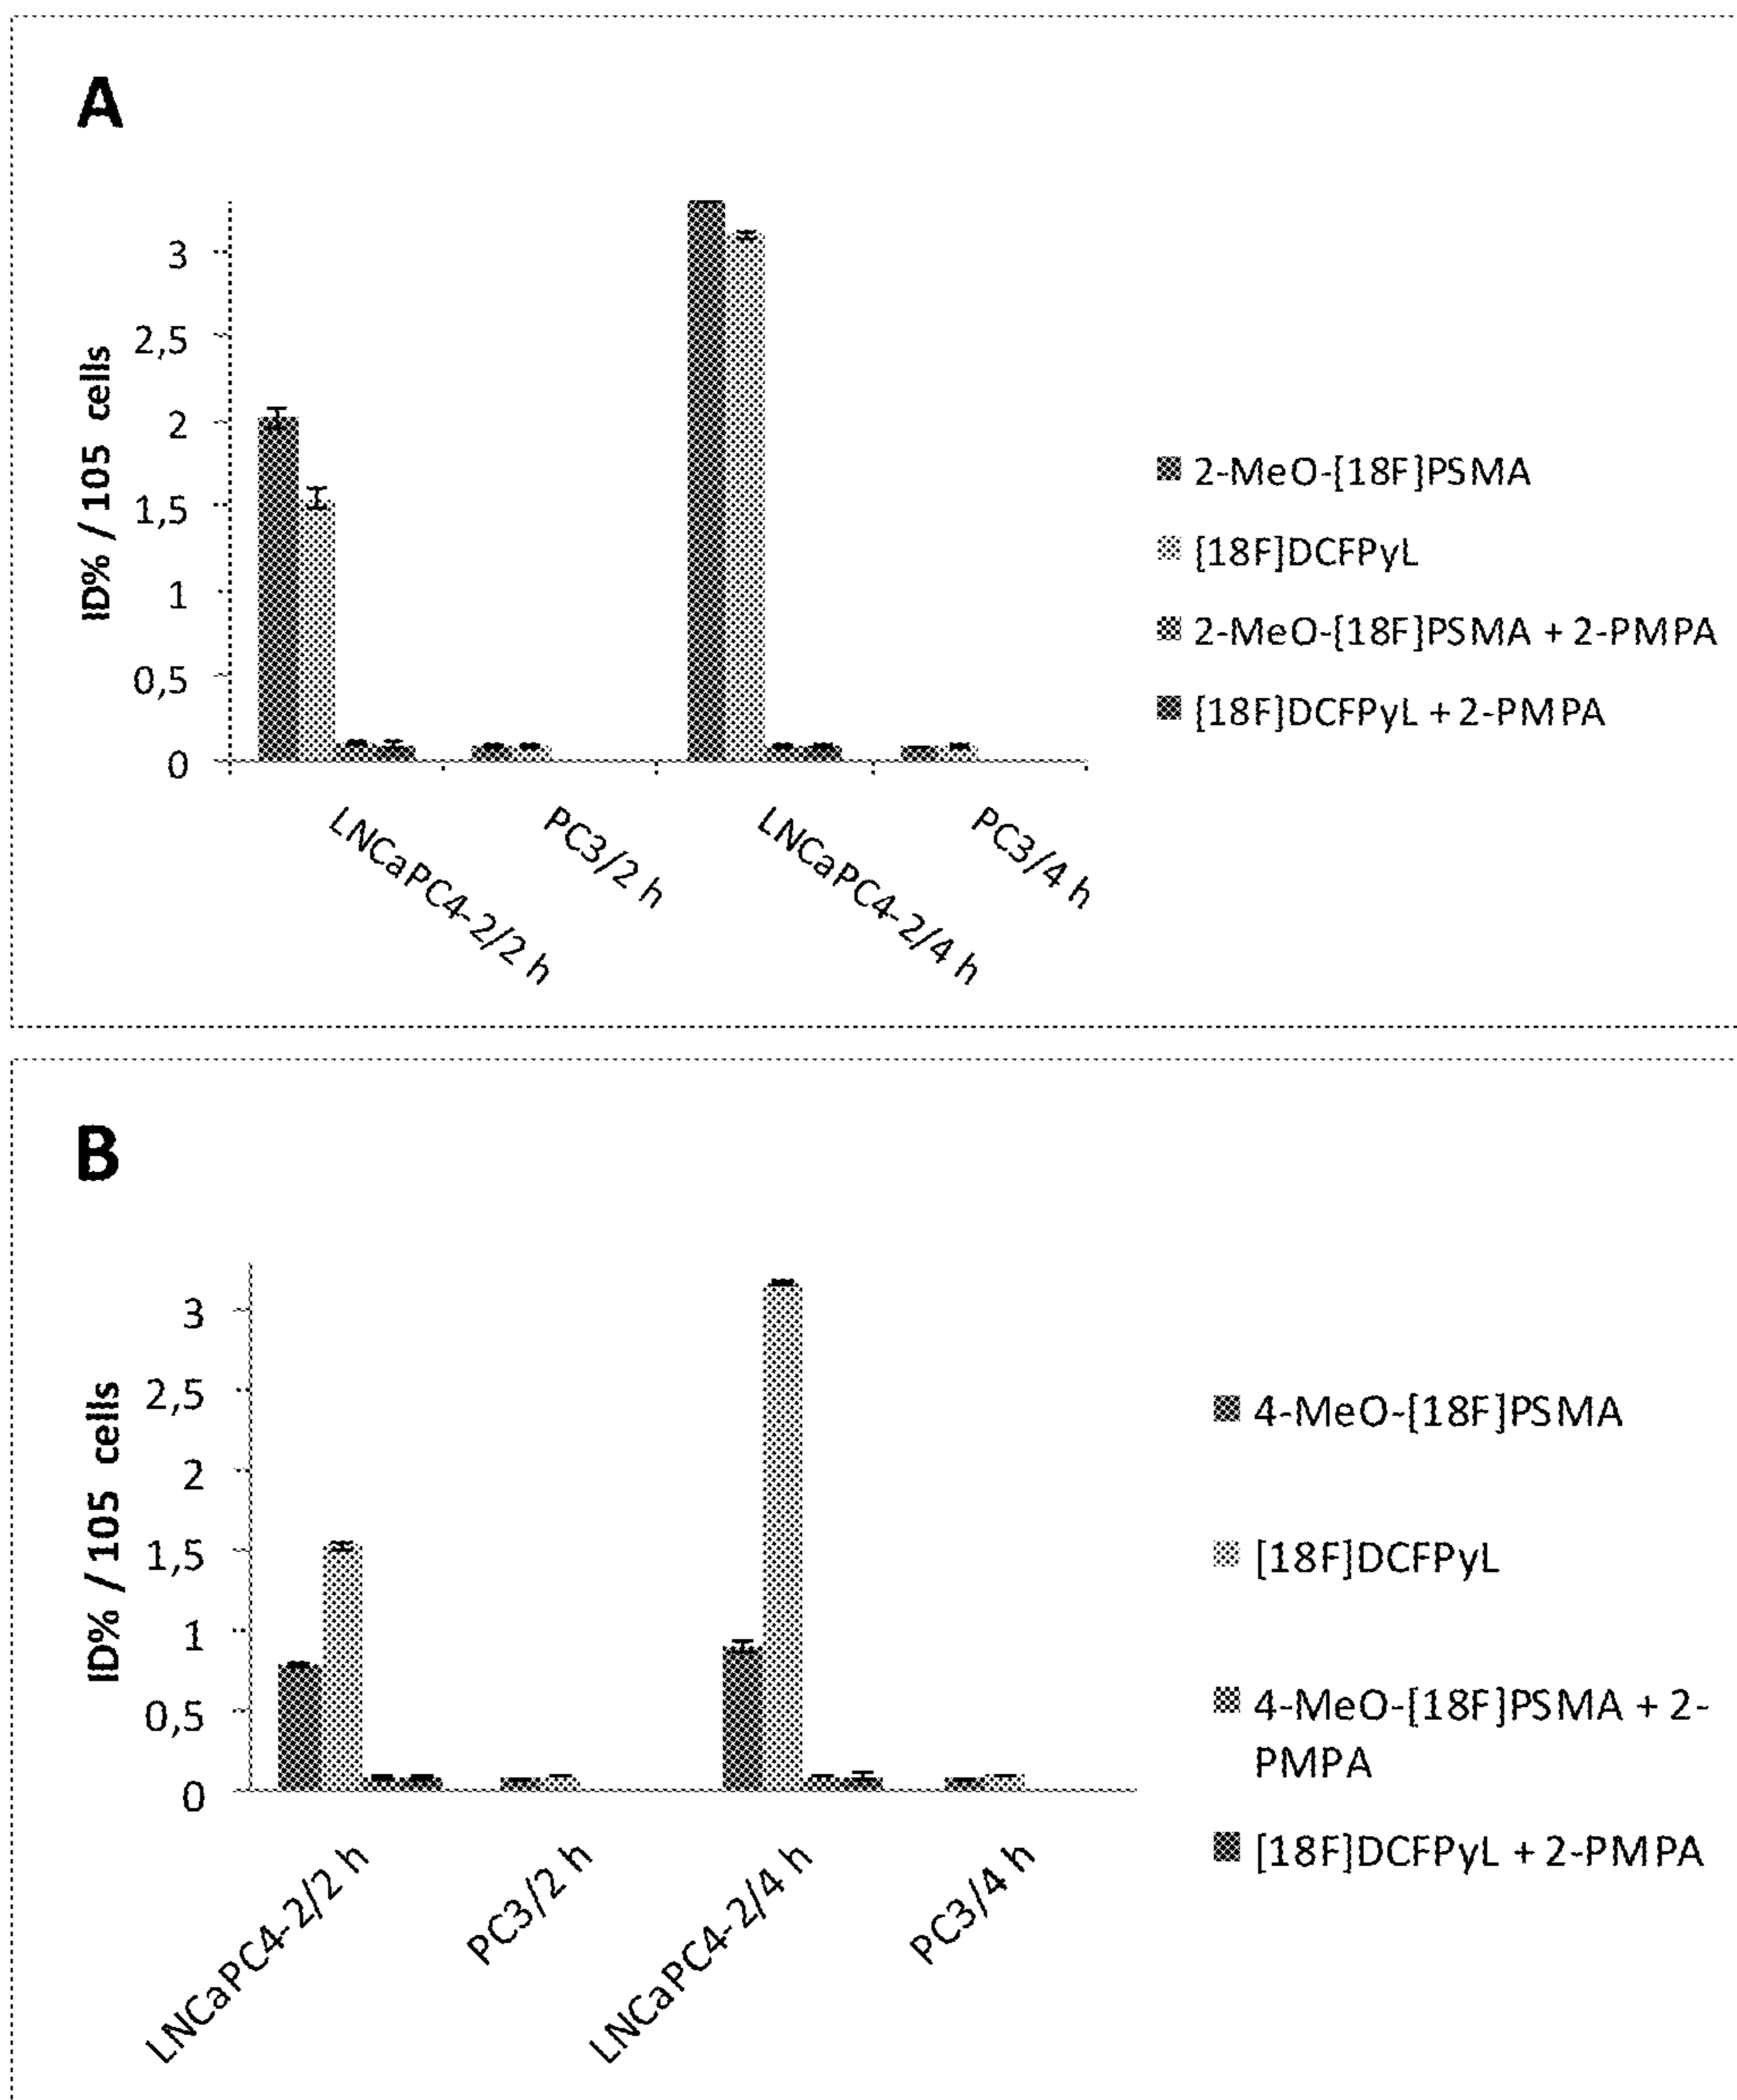 A
3
2,5
2
1,5
1
0,5
0
ID% / 105 cells
LNCaPC4-2/2 h
PC3/2 h
LNCaPC4-2/4 h
PC3/4 h
2-MeO-[18F]PSMA
[18F]DCFPyL
2-MeO-[18F]PSMA + 2-PMPA
[18F]DCFPyL + 2-PMPA
B
3
2,5
2
1,5
1
0,5
0
ID% / 105 cells
LNCaPC4-2/2 h
PC3/2 h
LNCaPC4-2/4 h
PC3/4 h
4-MeO-[18F]PSMA
[18F]DCFPyL
4-MeO-[18F]PSMA + 2-
PMPA
[18F]DCFPyL + 2-PMPA